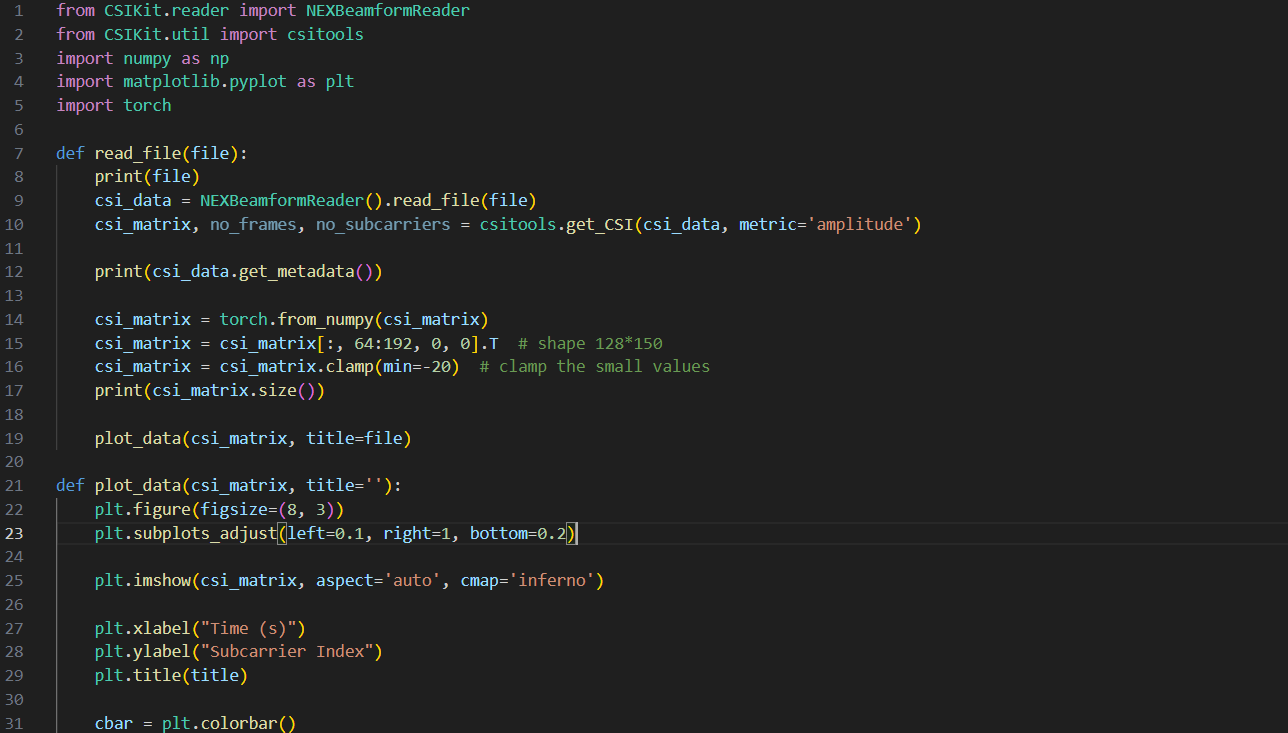 1 from CSIKit.reader import NEXBeamformReader
2 from CSIKit.util import csitools
3 import numpy as np
4 import matplotlib.pyplot as plt
5 import torch
6
7 def read_file(file):
8     print(file)
9     csi_data = NEXBeamformReader().read_file(file)
10     csi_matrix, no_frames, no_subcarriers = csitools.get_CSI(csi_data, metric='amplitude')
11
12     print(csi_data.get_metadata())
13
14     csi_matrix = torch.from_numpy(csi_matrix)
15     csi_matrix = csi_matrix[:, 64:192, 0, 0].T  # shape 128*150
16     csi_matrix = csi_matrix.clamp(min=-20)  # clamp the small values
17     print(csi_matrix.size())
18
19     plot_data(csi_matrix, title=file)
20
21 def plot_data(csi_matrix, title=''):
22     plt.figure(figsize=(8, 3))
23     plt.subplots_adjust(left=0.1, right=1, bottom=0.2)
24
25     plt.imshow(csi_matrix, aspect='auto', cmap='inferno')
26
27     plt.xlabel("Time (s)")
28     plt.ylabel("Subcarrier Index")
29     plt.title(title)
30
31     cbar = plt.colorbar()